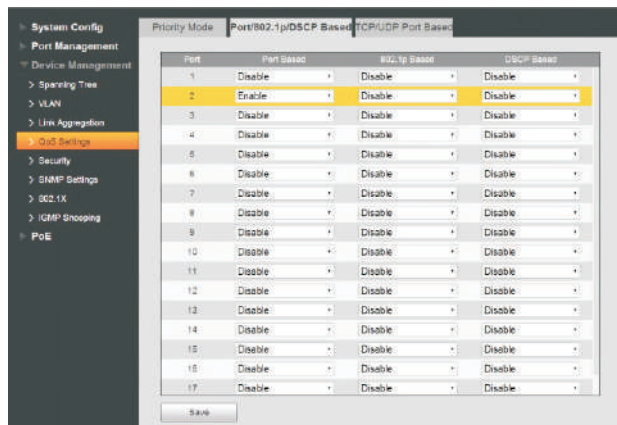 System Config
Port Management
Device Management
Spanning Tree
VLAN
Link Aggregation
QoS Settings
Security
SNMP Settings
802.1X
IGMP Snooping
PoE
Priority Mode Port/802.1p/DSCP Based TCP/UDP Port Based
Port Port Based 802.1p Based DSCP Based
1 Disable Disable Disable
2 Enable Disable Disable
3 Disable Disable Disable
4 Disable Disable Disable
5 Disable Disable Disable
6 Disable Disable Disable
7 Disable Disable Disable
8 Disable Disable Disable
9 Disable Disable Disable
10 Disable Disable Disable
11 Disable Disable Disable
12 Disable Disable Disable
13 Disable Disable Disable
14 Disable Disable Disable
15 Disable Disable Disable
16 Disable Disable Disable
17 Disable Disable Disable
Save